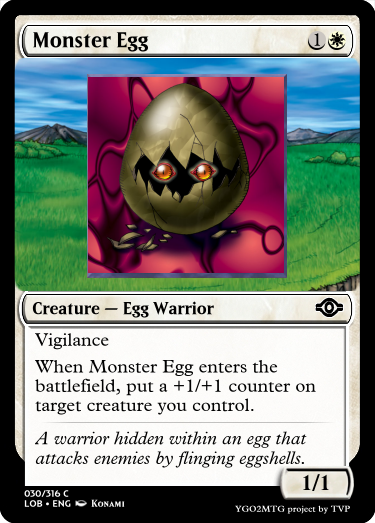 Monster Egg 1
Creature — Egg Warrior
Vigilance
When Monster Egg enters the
battlefield, put a +1/+1 counter on
target creature you control.
A warrior hidden within an egg that
attacks enemies by flinging eggshells.
1/1
030/316 C
LOB • ENG Konami
YGO2MTG project by TVP